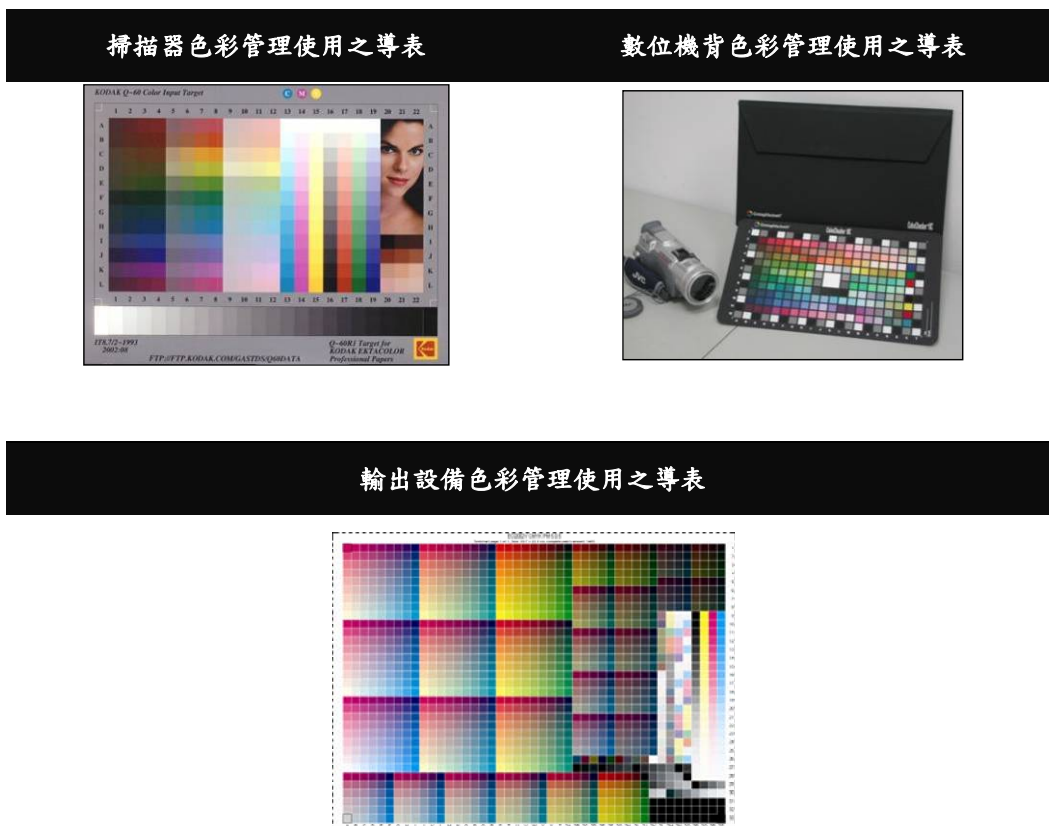 掃描器色彩管理使用之導表
數位機背色彩管理使用之導表
KODAK Q-60 Color Input Target
C M
1 2 3 4 5 6 7 8 9 10 11 12 13 14 15 16 17 18 19 20 21 22
A A
B B
C C
D D
E E
F F
G G
H H
I I
J J
K K
L L
1 2 3 4 5 6 7 8 9 10 11 12 13 14 15 16 17 18 19 20 21 22
IT8.7/2-1993
2002:08
FTP://FTP.KODAK.COM/GASTDS/Q60DATA
Q-60R1 Target for
KODAK EKTACOLOR
Professional Papers
Kodak
GretagMacbeth
GretagMacbeth
ColorChecker
JVC
輸出設備色彩管理使用之導表